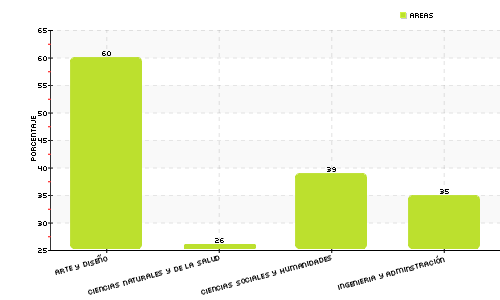 AREAS
65
60
55
50
45
40
35
30
25
PORCENTAJE
60
26
39
35
ARTE Y DISEÑO
CIENCIAS NATURALES Y DE LA SALUD
CIENCIAS SOCIALES Y HUMANIDADES
INGENIERIA Y ADMINSTRACIÓN